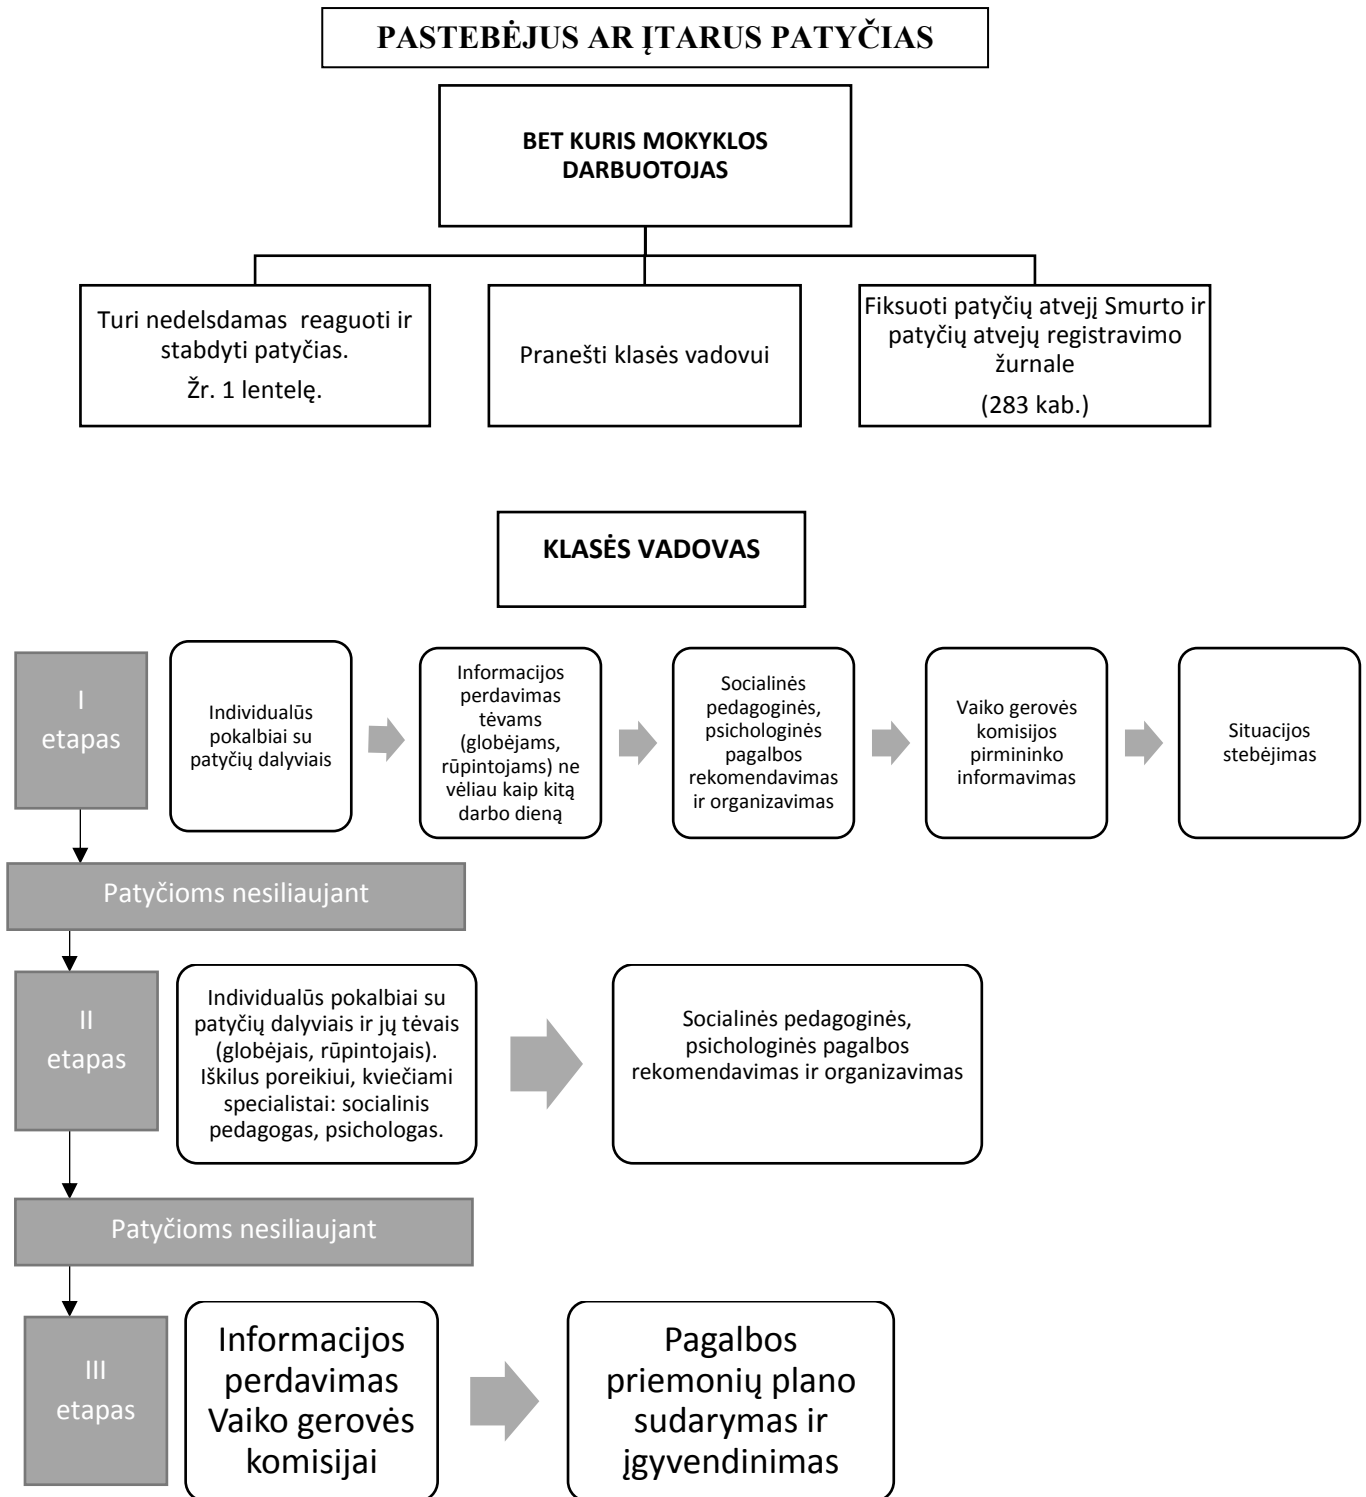 PASTEBĖJUS AR ĮTARUS PATYČIAS
BET KURIS MOKYKLOS
DARBUOTOJAS
Turi nedelsdamas reaguoti ir
stabdyti patyčias.
Žr. 1 lentelę.
Pranešti klasės vadovui
Fiksuoti patyčių atvejį Smurto ir
patyčių atvejų registravimo
žurnale
(283 kab.)
KLASĖS VADOVAS
I
etapas
Individualūs
pokalbiai su
patyčių dalyviais
Informacijos
perdavimas
tėvams
(globėjams,
rūpintojams) ne
vėliau kaip kitą
darbo dieną
Socialinės
pedagoginės,
psichologinės
pagalbos
rekomendavimas
ir organizavimas
Vaiko gerovės
komisijos
pirmininko
informavimas
Situacijos
stebėjimas
Patyčioms nesiliaujant
II
etapas
Individualūs pokalbiai su
patyčių dalyviais ir jų tėvais
(globėjais, rūpintojais).
Iškilus poreikiui, kviečiami
specialistai: socialinis
pedagogas, psichologas.
Socialinės pedagoginės,
psichologinės pagalbos
rekomendavimas ir organizavimas
Patyčioms nesiliaujant
III
etapas
Informacijos
perdavimas
Vaiko gerovės
komisijai
Pagalbos
priemonių plano
sudarymas ir
įgyvendinimas